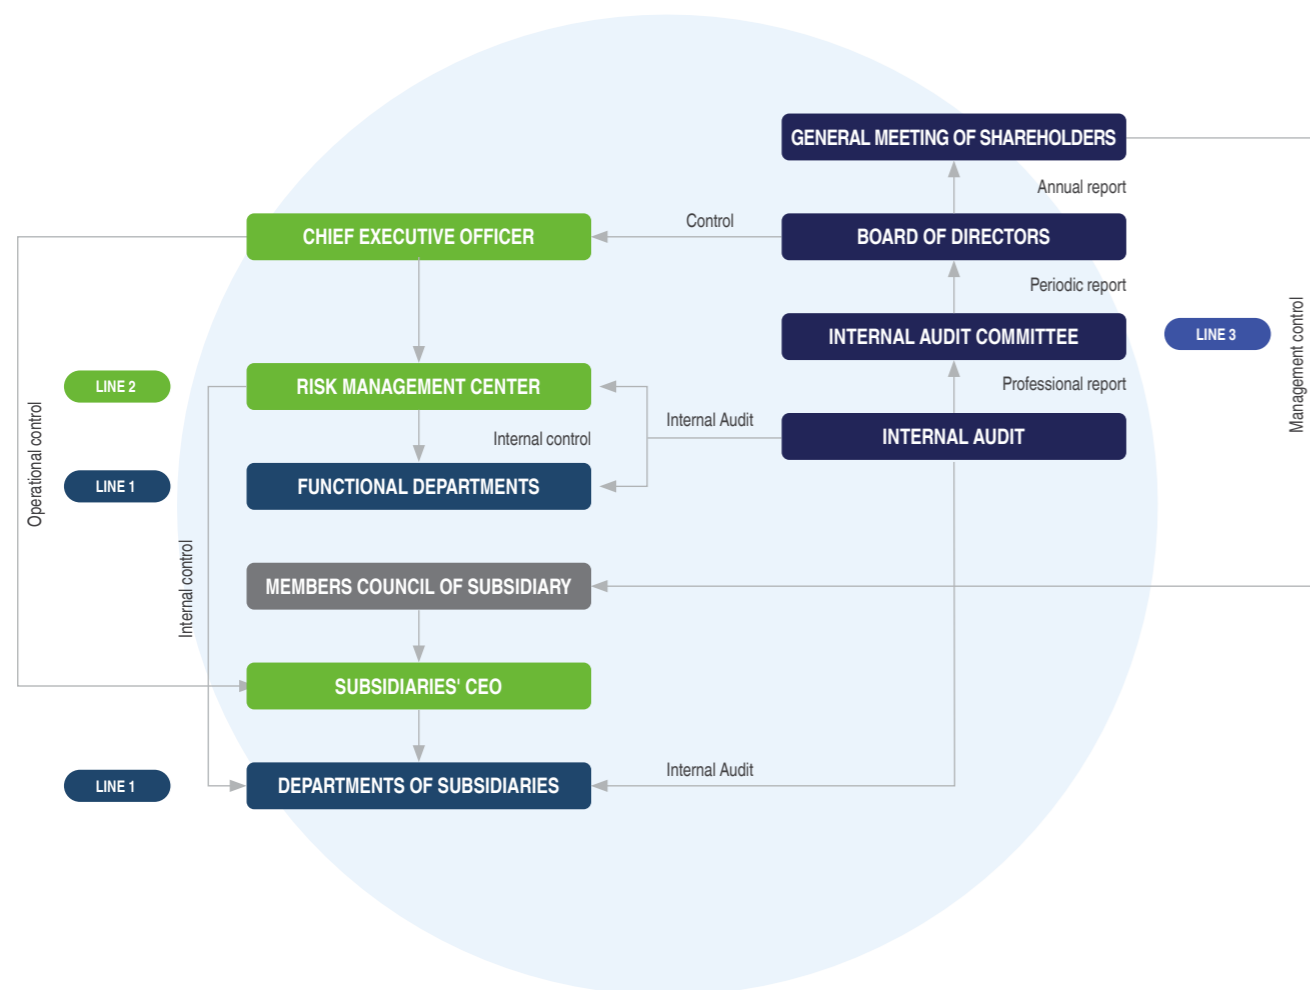 GENERAL MEETING OF SHAREHOLDERS
Annual report
CHIEF EXECUTIVE OFFICER
Control
BOARD OF DIRECTORS
Periodic report
INTERNAL AUDIT COMMITTEE
LINE 3
Management control
Professional report
LINE 2
RISK MANAGEMENT CENTER
Internal Audit
INTERNAL AUDIT
Internal control
Operational control
LINE 1
FUNCTIONAL DEPARTMENTS
Internal control
MEMBERS COUNCIL OF SUBSIDIARY
SUBSIDIARIES' CEO
LINE 1
DEPARTMENTS OF SUBSIDIARIES
Internal Audit